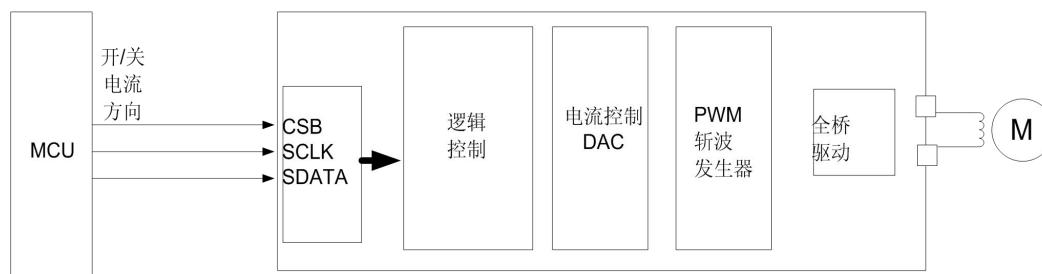 MCU
开/关
电流
方向
CSB
SCLK
SDATA
逻辑
控制
电流控制
DAC
PWM
斩波
发生器
全桥
驱动
M